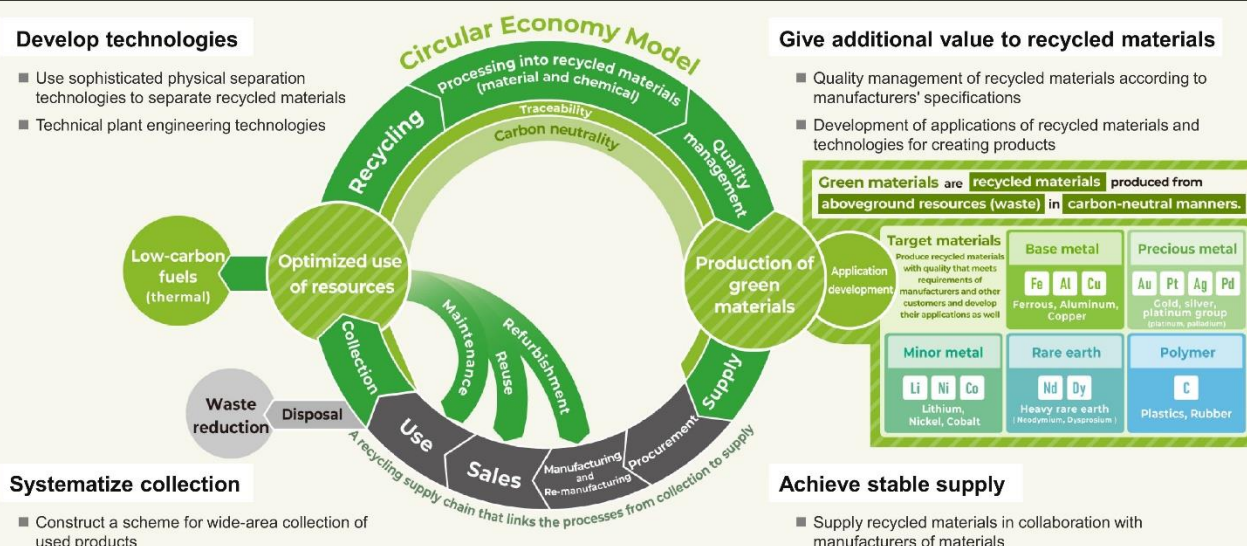 Develop technologies
■ Use sophisticated physical separation
technologies to separate recycled materials
■ Technical plant engineering technologies
Circular Economy Model
Give additional value to recycled materials
■ Quality management of recycled materials according to
manufacturers' specifications
■ Development of applications of recycled materials and
technologies for creating products
Recycling
Processing into recycled materials
(material and chemical)
Quality
management
Traceability
Carbon neutrality
Low-carbon
fuels
(thermal)
Optimized use
of resources
Production of
green
materials
Application
development
Green materials are recycled materials produced from
aboveground resources (waste) in carbon-neutral manners.
Target materials
Produce recycled materials
with quality that meets
requirements of
manufacturers and other
customers and develop
their applications as well
Base metal
Fe Al Cu
Ferrous, Aluminum,
Copper
Precious metal
Au Pt Ag Pd
Gold, silver,
platinum group
(platinum, palladium)
Minor metal
Li Ni Co
Lithium,
Nickel, Cobalt
Rare earth
Nd Dy
Heavy rare earth
( Neodymium, Dysprosium )
Polymer
C
Plastics, Rubber
Maintenance
Reuse
Refurbishment
Collection
Supply
Waste
reduction
Disposal
Use
Sales
Manufacturing
and
Re-manufacturing
Procurement
A recycling supply chain that links the processes from collection to supply
Systematize collection
■ Construct a scheme for wide-area collection of
used products
Achieve stable supply
■ Supply recycled materials in collaboration with
manufacturers of materials